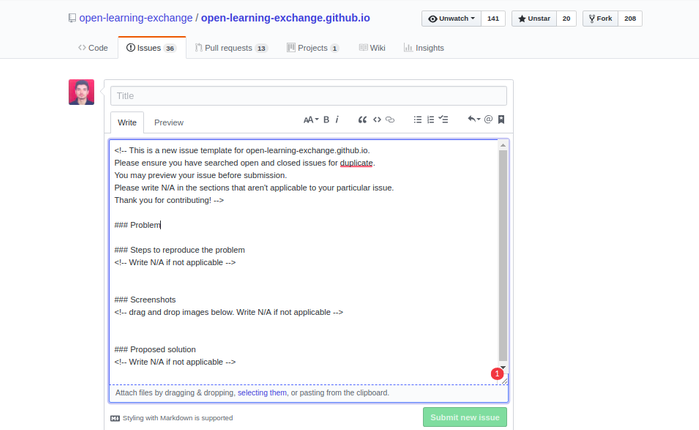 open-learning-exchange / open-learning-exchange.github.io
Unwatch 141
Unstar 20
Fork 208
Code
Issues 36
Pull requests 13
Projects 1
Wiki
Insights
Title
Write
Preview
AA B i “ <>
@
<!-- This is a new issue template for open-learning-exchange.github.io.
Please ensure you have searched open and closed issues for duplicate.
You may preview your issue before submission.
Please write N/A in the sections that aren't applicable to your particular issue.
Thank you for contributing! -->
### Problem
### Steps to reproduce the problem
<!-- Write N/A if not applicable -->
### Screenshots
<!-- drag and drop images below. Write N/A if not applicable -->
### Proposed solution
<!-- Write N/A if not applicable -->
1
Attach files by dragging & dropping, selecting them, or pasting from the clipboard.
Styling with Markdown is supported
Submit new issue